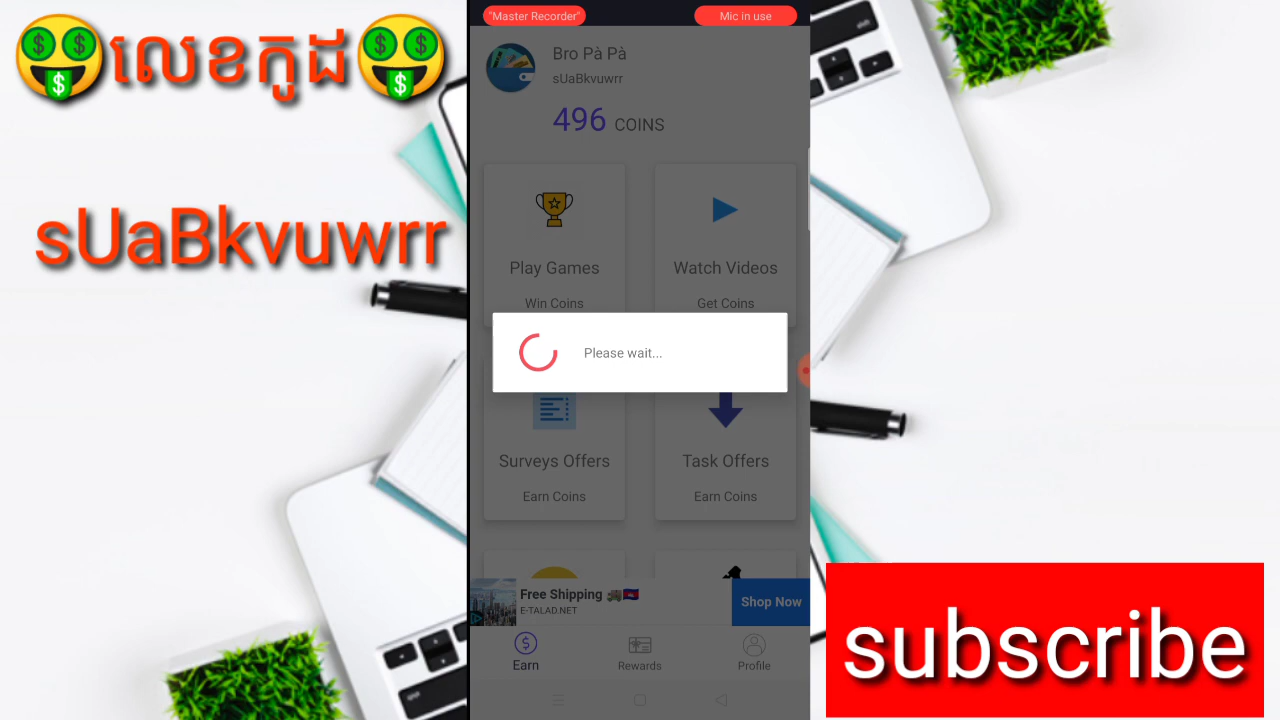 លេខកូដ
sUaBkvuwrr
"Master Recorder"
Mic in use
Bro Pà Pà
sUaBkvuwrr
496 COINS
Play Games
Win Coins
Watch Videos
Get Coins
Please wait...
Surveys Offers
Earn Coins
Task Offers
Earn Coins
Free Shipping
E-TALAD.NET
Shop Now
Earn
Rewards
Profile
subscribe